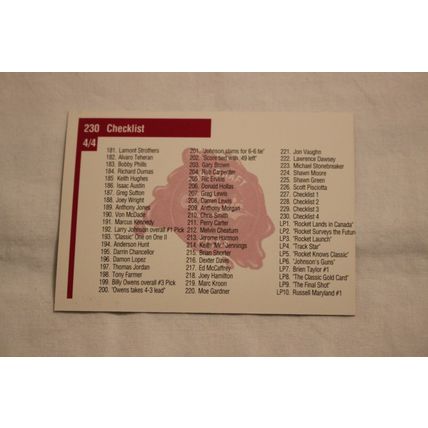 230 Checklist
4/4
181. Lamont Strothers
182. Alvaro Teheran
183. Bobby Phills
184. Richard Dumas
185. Keith Hughes
186. Isaac Austin
187. Greg Sutton
188. Joey Wright
189. Anthony Jones
190. Von McDade
191. Marcus Kennedy
192. Larry Johnson overall #1 Pick
193. "Classic" One on One II
194. Anderson Hunt
195. Darrin Chancellor
196. Damon Lopez
197. Thomas Jordan
198. Tony Farmer
199. Billy Owens overall #3 Pick
200. "Owens takes 4-3 lead"
201. "Johnson slams for 6-6 tie"
202. "Score tied with :49 left"
203. Gary Brown
204. Rob Carpenter
205. Ric Ervins
206. Donald Hollas
207. Greg Lewis
208. Darren Lewis
209. Anthony Morgan
210. Chris Smith
211. Perry Carter
212. Melvin Cheatum
213. Jerome Harmon
214. Keith "Mr." Jennings
215. Brian Shorter
216. Dexter Davis
217. Ed McCaffrey
218. Joey Hamilton
219. Marc Kroon
220. Moe Gardner
221. Jon Vaughn
222. Lawrence Dawsey
223. Michael Stonebreaker
224. Shawn Moore
225. Shawn Green
226. Scott Pisciotta
227. Checklist 1
228. Checklist 2
229. Checklist 3
230. Checklist 4
LP1. "Rocket Lands in Canada"
LP2. "Rocket Surveys the Futur
LP3. "Rocket Launch"
LP4. "Track Star"
LP5. "Rocket Knows Classic"
LP6. "Johnson's Guns"
LP7. Brien Taylor #1
LP8. "The Classic Gold Card"
LP9. "The Final Shot"
LP10. Russell Maryland #1